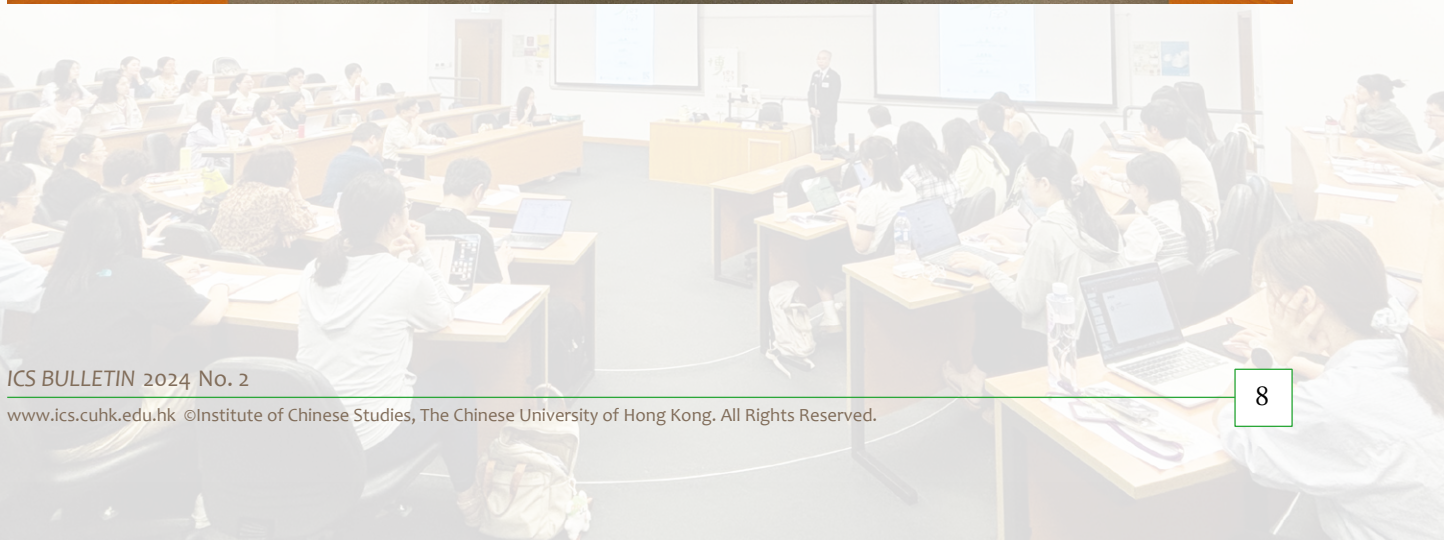 ICS BULLETIN 2024 No. 2
8
www.ics.cuhk.edu.hk ©Institute of Chinese Studies, The Chinese University of Hong Kong. All Rights Reserved.